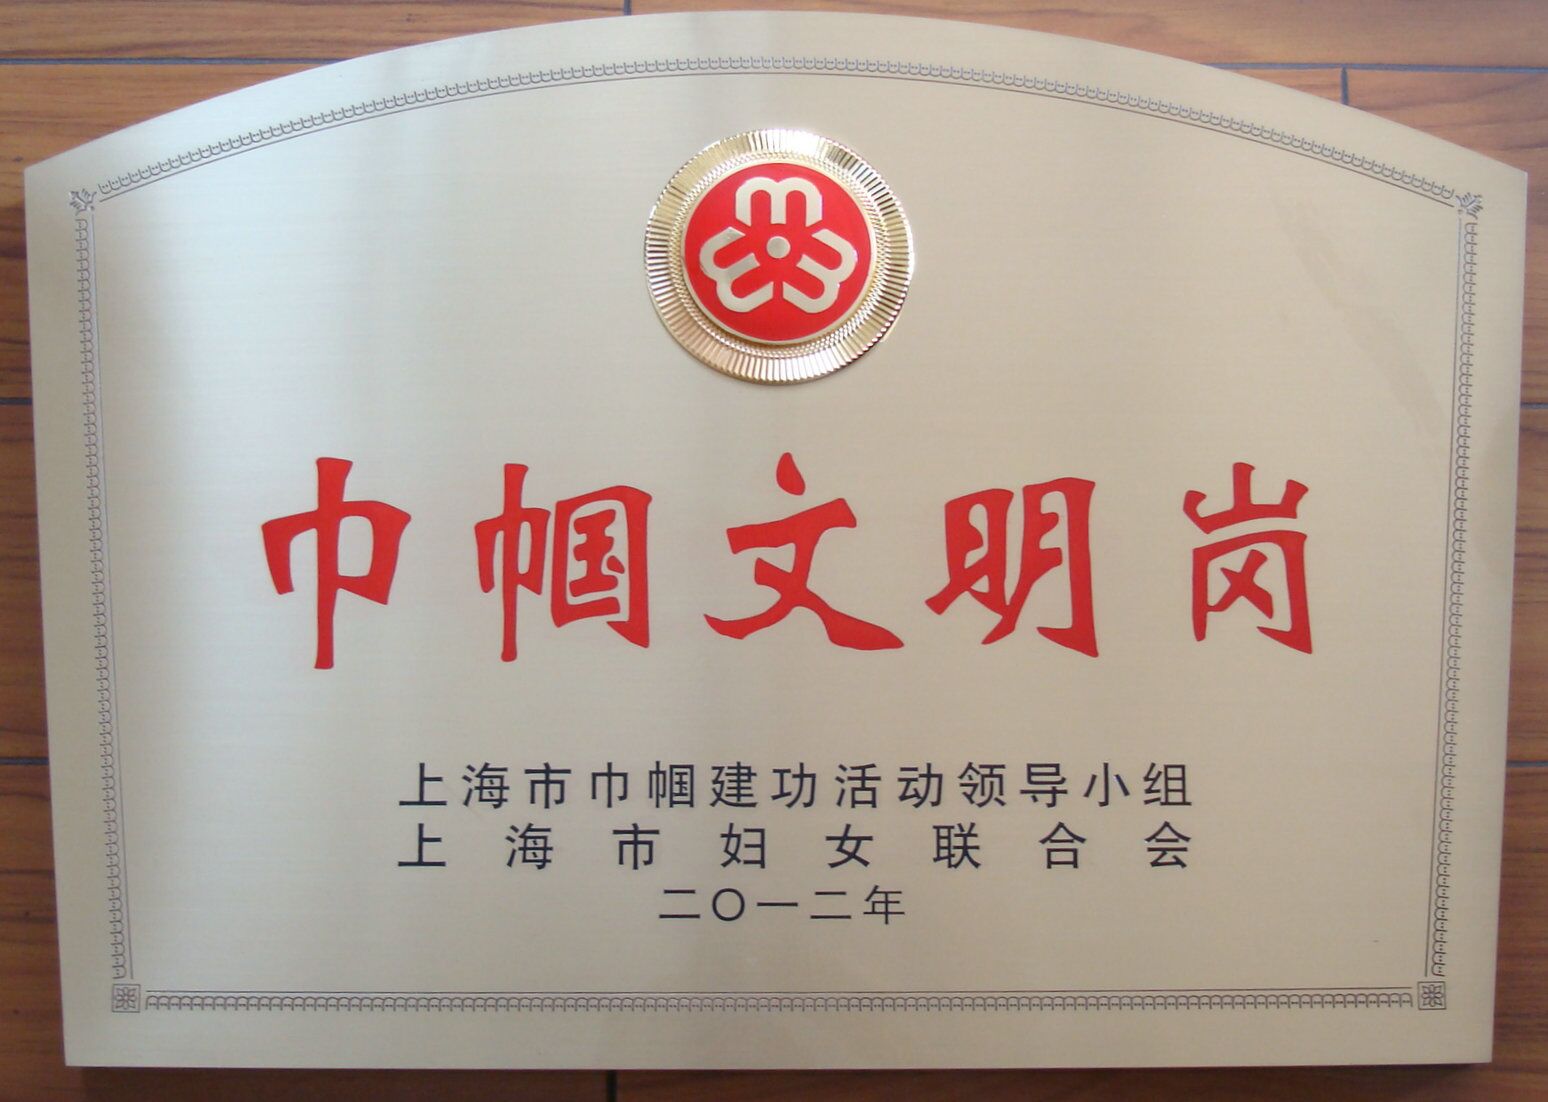 巾帼文明岗
上海市巾帼建功活动领导小组
上海市妇女联合会
二〇一二年